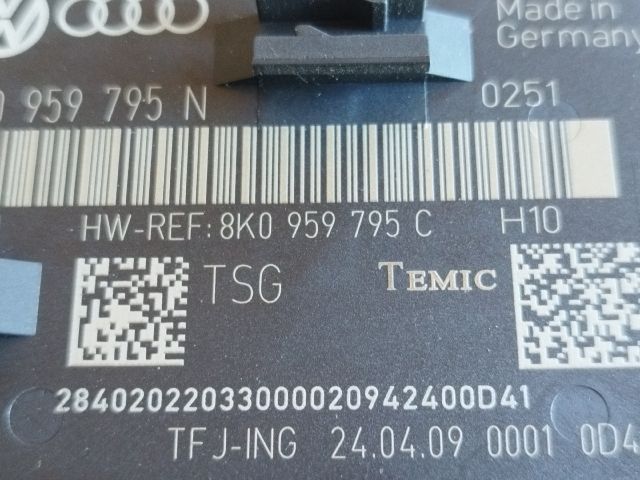 Made in
Germany
959 795 N
0251
HW-REF: 8K0 959 795 C
H10
TSG
TEMIC
28402022033000020942400D41
TFJ-ING 24.04.09 0001 0D4